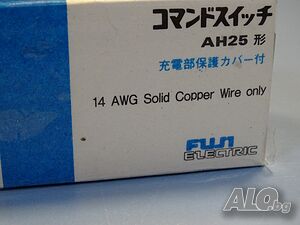 コマンドスイッチ
AH25 形
充電部保護カバー付
14 AWG Solid Copper Wire only
FUJI
ELECTRIC
ALO.bg